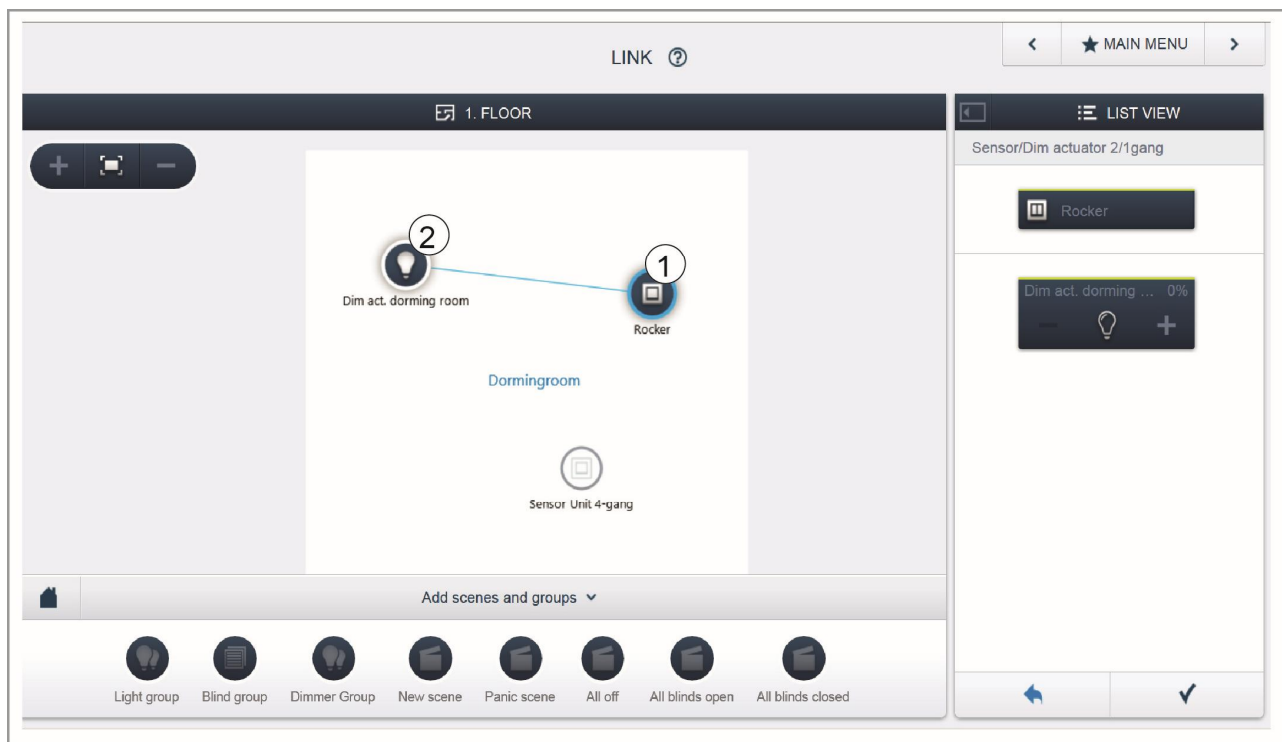 LINK ?
MAIN MENU
1. FLOOR
LIST VIEW
Sensor/Dim actuator 2/1gang
Rocker
2
1
Dim act. dorming ... 0%
Dim act. dorming room
Rocker
Dormingroom
Sensor Unit 4-gang
Add scenes and groups
Light group
Blind group
Dimmer Group
New scene
Panic scene
All off
All blinds open
All blinds closed